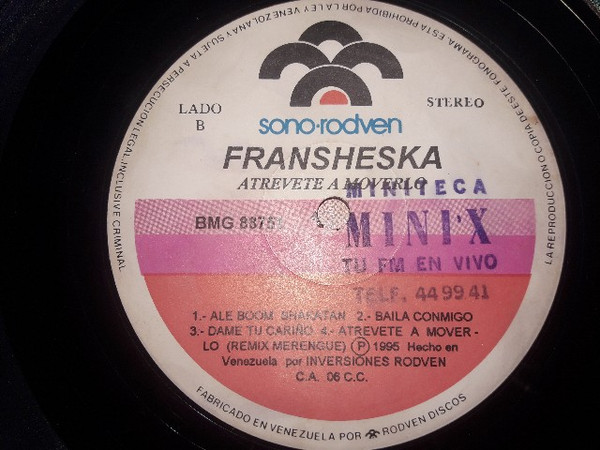 LADO
B
STEREO
sono·rodven
FRANSHESKA
ATREVETE A MOVERLO
MINITECA
BMG 8875
MINI'X
TU FM EN VIVO
TELF. 44 99 41
1.- ALE BOOM SHAKATAN 2.- BAILA CONMIGO
3.- DAME TU CARIÑO 4.- ATREVETE A MOVER -
LO (REMIX MERENGUE) Ⓟ 1995 Hecho en
Venezuela por INVERSIONES RODVEN
C.A. 06 C.C.
FABRICADO EN VENEZUELA POR RODVEN DISCOS
LA REPRODUCCION O COPIA DE ESTE FONOGRAMA, ESTA PROHIBIDA POR LA LEY VENEZOLANA Y SUJETA A PERSECUCION LEGAL, INCLUSIVE CRIMINAL